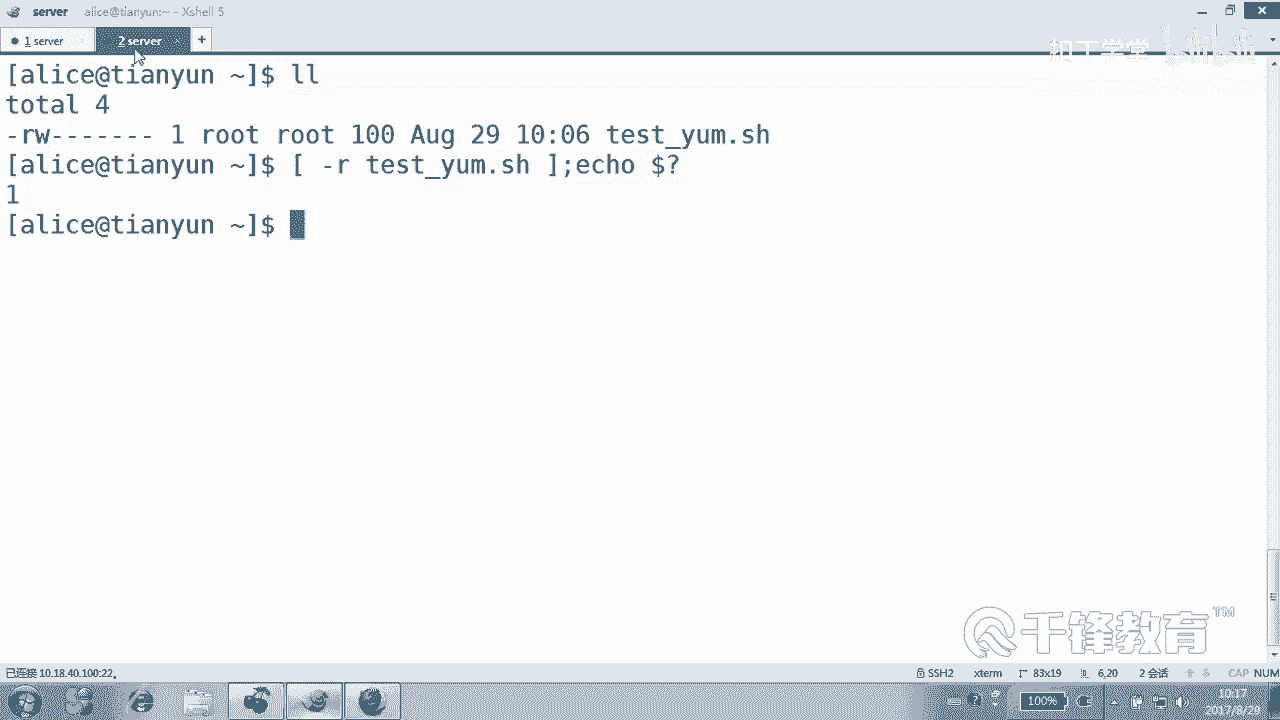 server alice@tianyun:~ - Xshell 5
1 server
2 server
+
扣丁学堂 bilibili
[alice@tianyun ~]$ ll
total 4
-rw------- 1 root root 100 Aug 29 10:06 test_yum.sh
[alice@tianyun ~]$ [ -r test_yum.sh ];echo $?
1
[alice@tianyun ~]$
千锋教育™
已连接 10.18.40.100:22。
SSH2 xterm 83x19 6,20 2 会话 CAP NUM
100%
10:17
2017/8/29